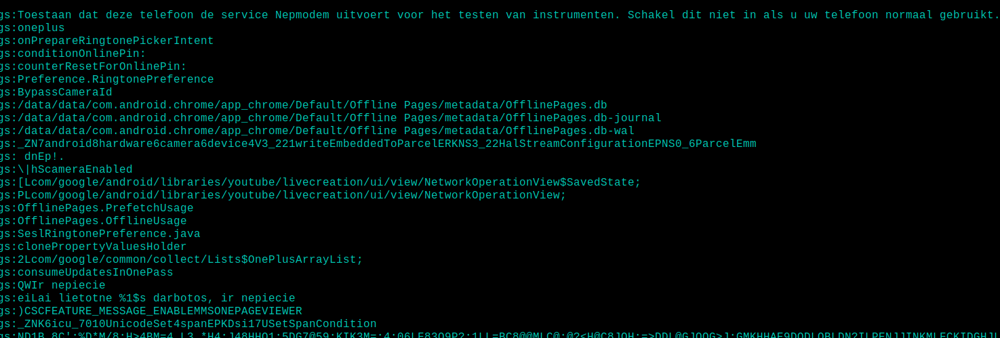 gs:Toestaan dat deze telefoon de service Nepmodem uitvoert voor het testen van instrumenten. Schakel dit niet in als u uw telefoon normaal gebruikt.
gs:oneplus
gs:onPrepareRingtonePickerIntent
gs:conditionOnlinePin:
gs:counterResetForOnlinePin:
gs:Preference.RingtonePreference
gs:BypassCameraId
gs:/data/data/com.android.chrome/app_chrome/Default/Offline Pages/metadata/OfflinePages.db
gs:/data/data/com.android.chrome/app_chrome/Default/Offline Pages/metadata/OfflinePages.db-journal
gs:/data/data/com.android.chrome/app_chrome/Default/Offline Pages/metadata/OfflinePages.db-wal
gs:_ZN7android8hardware6camera6device4V3_221writeEmbeddedToParcelERKNS3_22HalStreamConfigurationEPNS0_6ParcelEmm
gs: dnEp!.
gs:\|hScameraEnabled
gs:[Lcom/google/android/libraries/youtube/livecreation/ui/view/NetworkOperationView$SavedState;
gs:PLcom/google/android/libraries/youtube/livecreation/ui/view/NetworkOperationView;
gs:OfflinePages.PrefetchUsage
gs:OfflinePages.OfflineUsage
gs:SeslRingtonePreference.java
gs:clonePropertyValuesHolder
gs:2Lcom/google/common/collect/Lists$OnePlusArrayList;
gs:consumeUpdatesInOnePass
gs:QWIr nepiecie
gs:eiLai lietotne %1$s darbotos, ir nepiecie
gs:)CSCFEATURE_MESSAGE_ENABLEMMSONEPAGEVIEWER
gs:_ZNK6icu_7010UnicodeSet4spanEPKDsi17USetSpanCondition